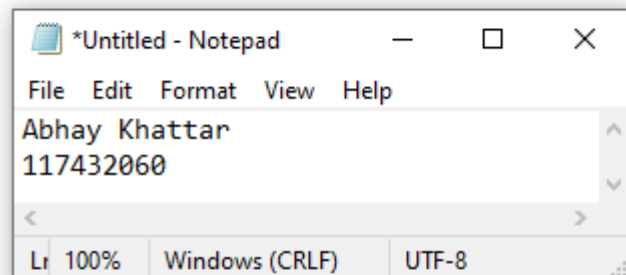 *Untitled - Notepad
File Edit Format View Help
Abhay Khattar
117432060
100% Windows (CRLF) UTF-8